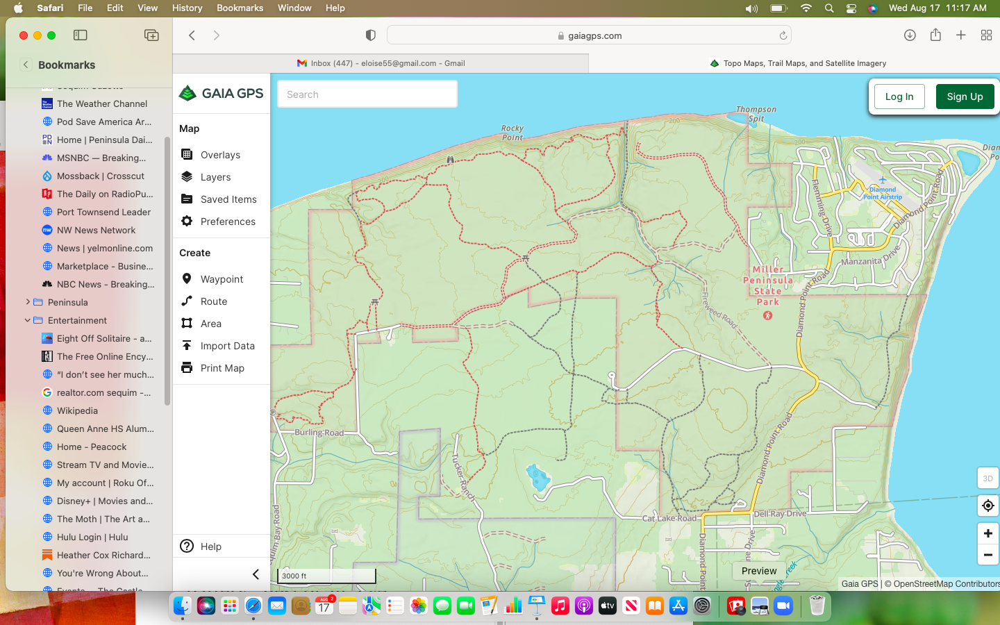 Safari File Edit View History Bookmarks Window Help Wed Aug 17 11:17 AM
gaiagps.com
Inbox (447) - eloise55@gmail.com - Gmail
Topo Maps, Trail Maps, and Satellite Imagery
Bookmarks
The Weather Channel
Pod Save America Ar...
Home | Peninsula Dai...
MSNBC — Breaking...
Mossback | Crosscut
The Daily on RadioPu...
Port Townsend Leader
NW News Network
News | yelmonline.com
Marketplace - Busine...
NBC News - Breaking...
Peninsula
Entertainment
Eight Off Solitaire - a...
The Free Online Ency...
“I don’t see her much...
realtor.com sequim -...
Wikipedia
Queen Anne HS Alum...
Home - Peacock
Stream TV and Movie...
My account | Roku Of...
Disney+ | Movies and...
The Moth | The Art a...
Hulu Login | Hulu
Heather Cox Richard...
You're Wrong About...
GAIA GPS
Map
Overlays
Layers
Saved Items
Preferences
Create
Waypoint
Route
Area
Import Data
Print Map
Help
Search
Log In
Sign Up
Rocky
Point
Thompson
Spit
200
200
Diamond
Point Airstrip
Flemming Drive
Diamond Point Road
Manzanita Drive
Miller
Peninsula
State
Park
Diamond Point Road
Fireweed Road
Burling Road
Tucker Ranch
Diamond Point Road
Cat Lake Road
Dell Ray Drive
3D
3000 ft
Preview
Gaia GPS | © OpenStreetMap Contributors
AUG
17
2
tv